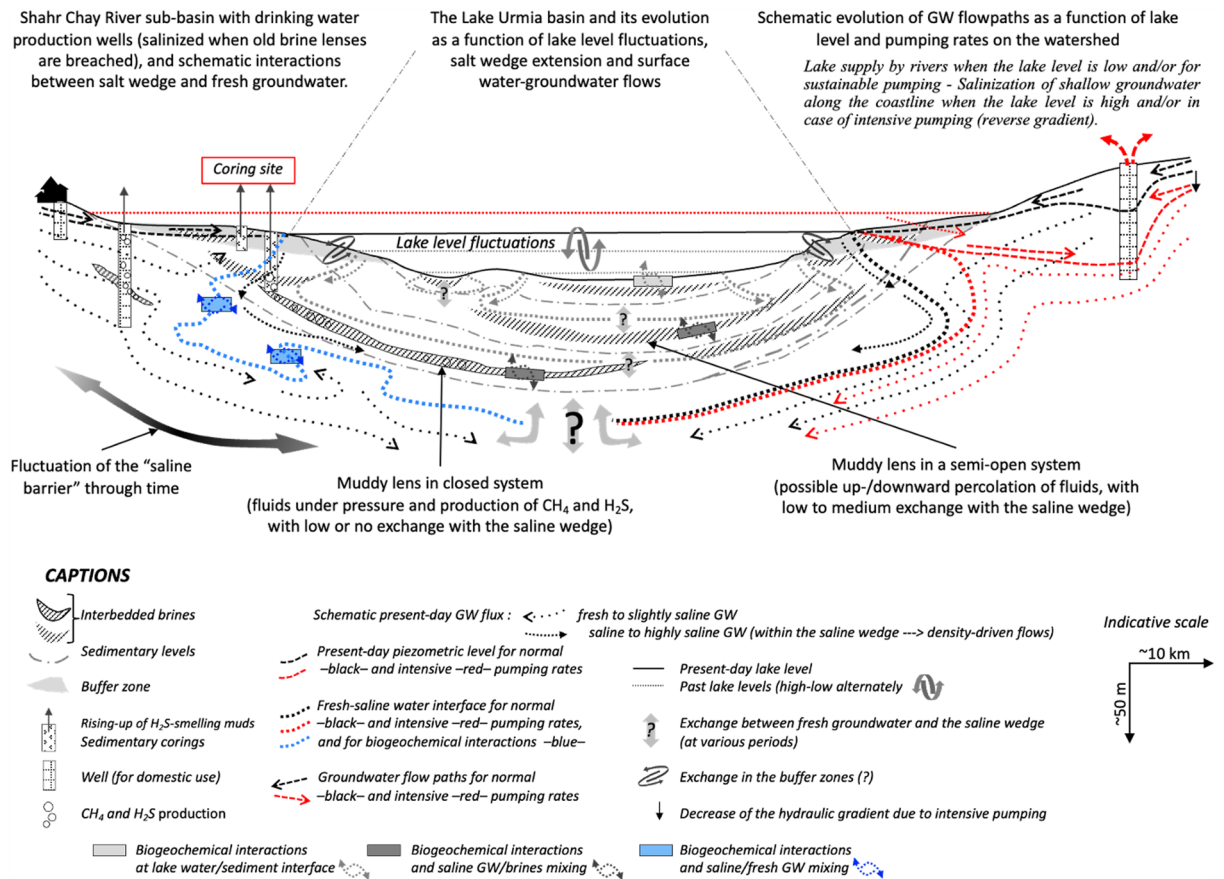 Shahr Chay River sub-basin with drinking water
production wells (salinized when old brine lenses
are breached), and schematic interactions
between salt wedge and fresh groundwater.
The Lake Urmia basin and its evolution
as a function of lake level fluctuations,
salt wedge extension and surface
water-groundwater flows
Schematic evolution of GW flowpaths as a function of lake
level and pumping rates on the watershed
Lake supply by rivers when the lake level is low and/or for
sustainable pumping - Salinization of shallow groundwater
along the coastline when the lake level is high and/or in
case of intensive pumping (reverse gradient).
Coring site
Lake level fluctuations
?
?
?
?
Fluctuation of the “saline
barrier” through time
Muddy lens in closed system
(fluids under pressure and production of CH4 and H2S,
with low or no exchange with the saline wedge)
Muddy lens in a semi-open system
(possible up-/downward percolation of fluids, with
low to medium exchange with the saline wedge)
CAPTIONS
Interbedded brines
Sedimentary levels
Buffer zone
Rising-up of H2S-smelling muds
Sedimentary corings
Well (for domestic use)
CH4 and H2S production
Schematic present-day GW flux :
fresh to slightly saline GW
saline to highly saline GW (within the saline wedge ---> density-driven flows)
Present-day piezometric level for normal
–black– and intensive –red– pumping rates
Fresh-saline water interface for normal
–black– and intensive –red– pumping rates,
and for biogeochemical interactions –blue–
Groundwater flow paths for normal
–black– and intensive –red– pumping rates
Present-day lake level
Past lake levels (high-low alternately
?
Exchange between fresh groundwater and the saline wedge
(at various periods)
Exchange in the buffer zones (?)
Decrease of the hydraulic gradient due to intensive pumping
Indicative scale
~10 km
~50 m
Biogeochemical interactions
at lake water/sediment interface
Biogeochemical interactions
and saline GW/brines mixing
Biogeochemical interactions
and saline/fresh GW mixing